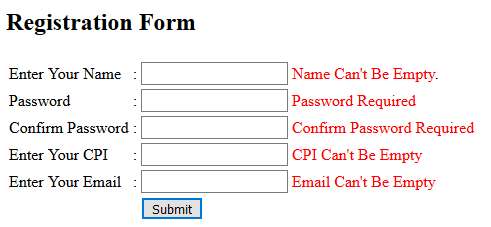 Registration Form
Enter Your Name : Name Can't Be Empty.
Password : Password Required
Confirm Password : Confirm Password Required
Enter Your CPI : CPI Can't Be Empty
Enter Your Email : Email Can't Be Empty
Submit